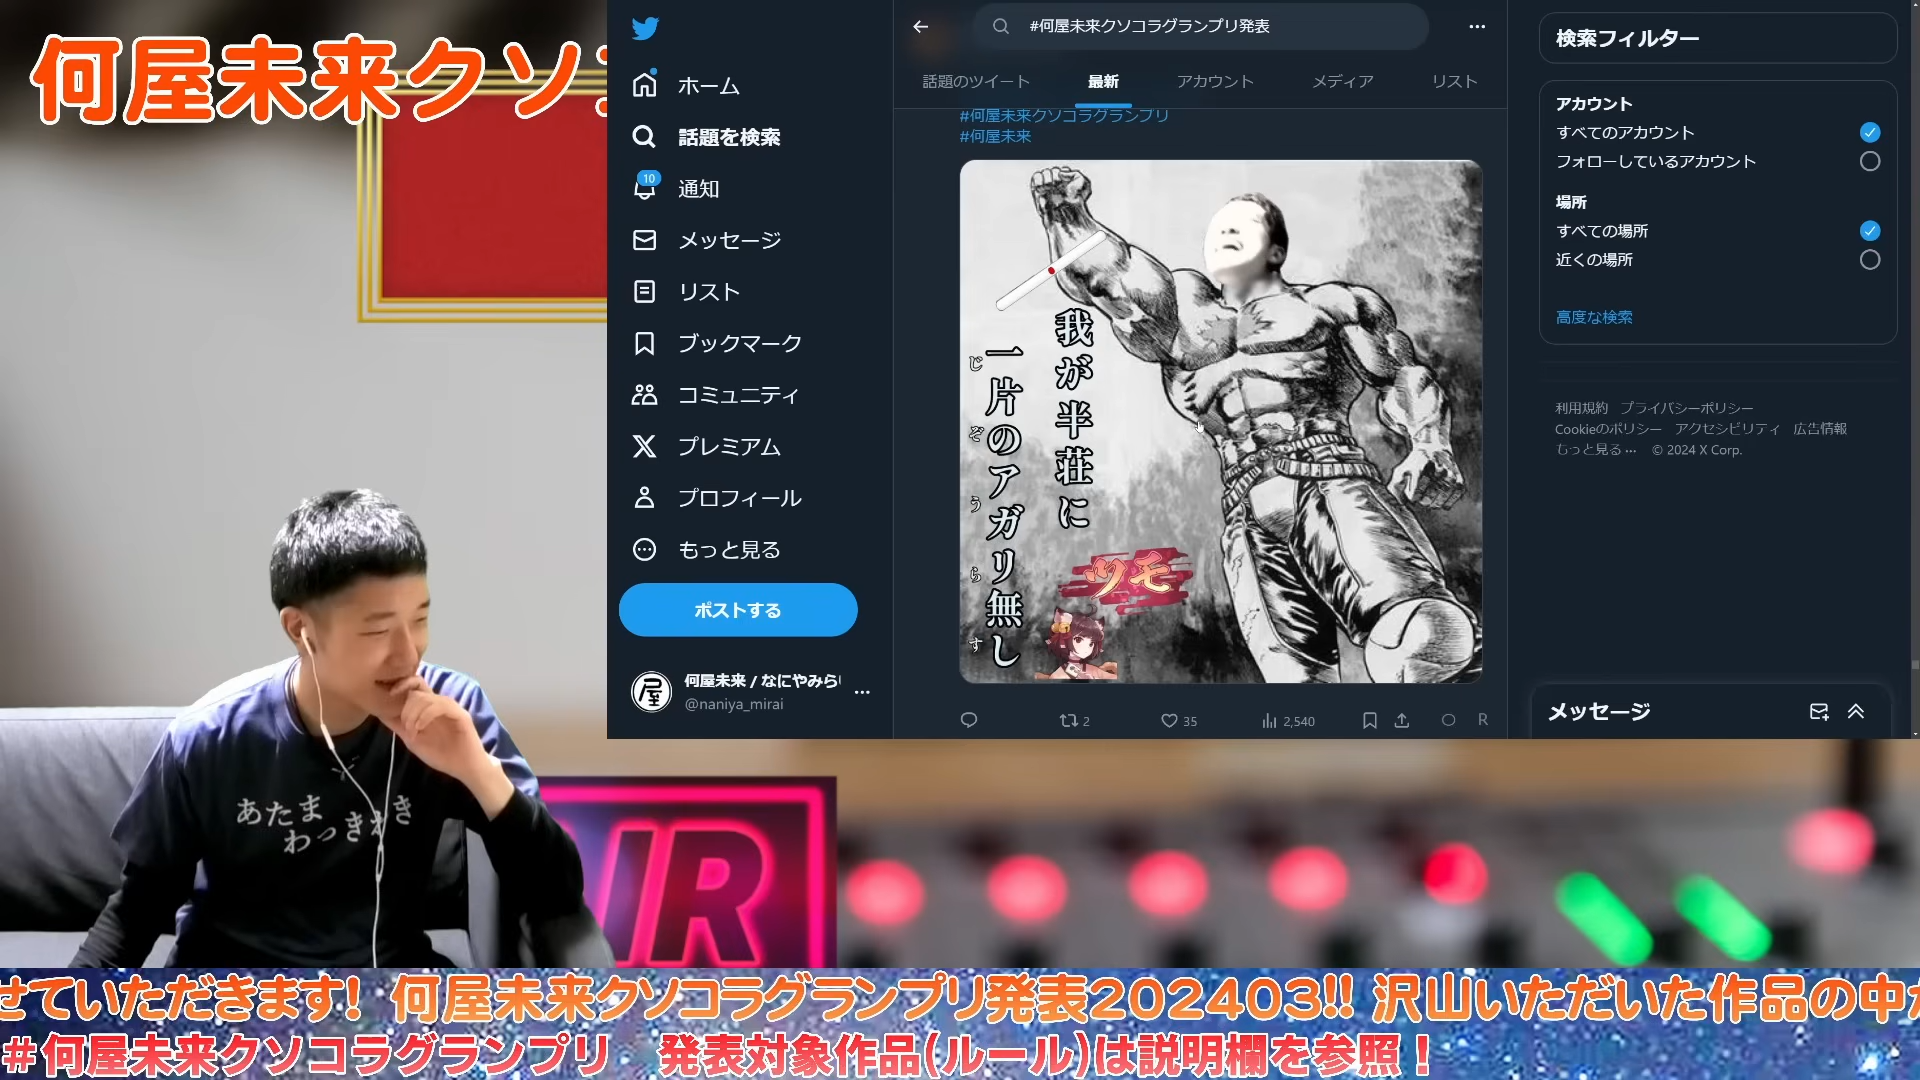 何屋未来クソコ
ホーム
話題を検索
10
通知
メッセージ
リスト
ブックマーク
コミュニティ
プレミアム
プロフィール
もっと見る
ポストする
屋
何屋未来 / なにやみら
@naniya_mirai
#何屋未来クソコラグランプリ発表
話題のツイート
最新
アカウント
メディア
リスト
#何屋未来クソコラグランプリ
#何屋未来
我が半荘に
一片のアガリ無し
じぞうらす
ツモ
2
35
2,540
R
検索フィルター
アカウント
すべてのアカウント
フォローしているアカウント
場所
すべての場所
近くの場所
高度な検索
利用規約 プライバシーポリシー
Cookieのポリシー アクセシビリティ 広告情報
もっと見る ··· © 2024 X Corp.
メッセージ
あたま
わっきわき
IR
せていただきます! 何屋未来クソコラグランプリ発表202403!! 沢山いただいた作品の中か
#何屋未来クソコラグランプリ 発表対象作品(ルール)は説明欄を参照!